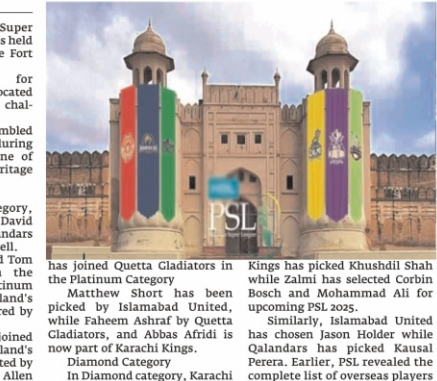 Super
s held
e Fort
for
ocated
chal-
mbled
during
ne of
eritage
egory,
David
andars
ell.
d Tom
n the
tinum
land's
red by
joined
land's
ted by
Allen
PSL
has joined Quetta Gladiators in
the Platinum Category
Matthew Short has been
picked by Islamabad United,
while Faheem Ashraf by Quetta
Gladiators, and Abbas Afridi is
now part of Karachi Kings.
Diamond Category
In Diamond category, Karachi
Kings has picked Khushdil Shah
while Zalmi has selected Corbin
Bosch and Mohammad Ali for
upcoming PSL 2025.
Similarly, Islamabad United
has chosen Jason Holder while
Qalandars has picked Kausal
Perera. Earlier, PSL revealed the
complete list of overseas players